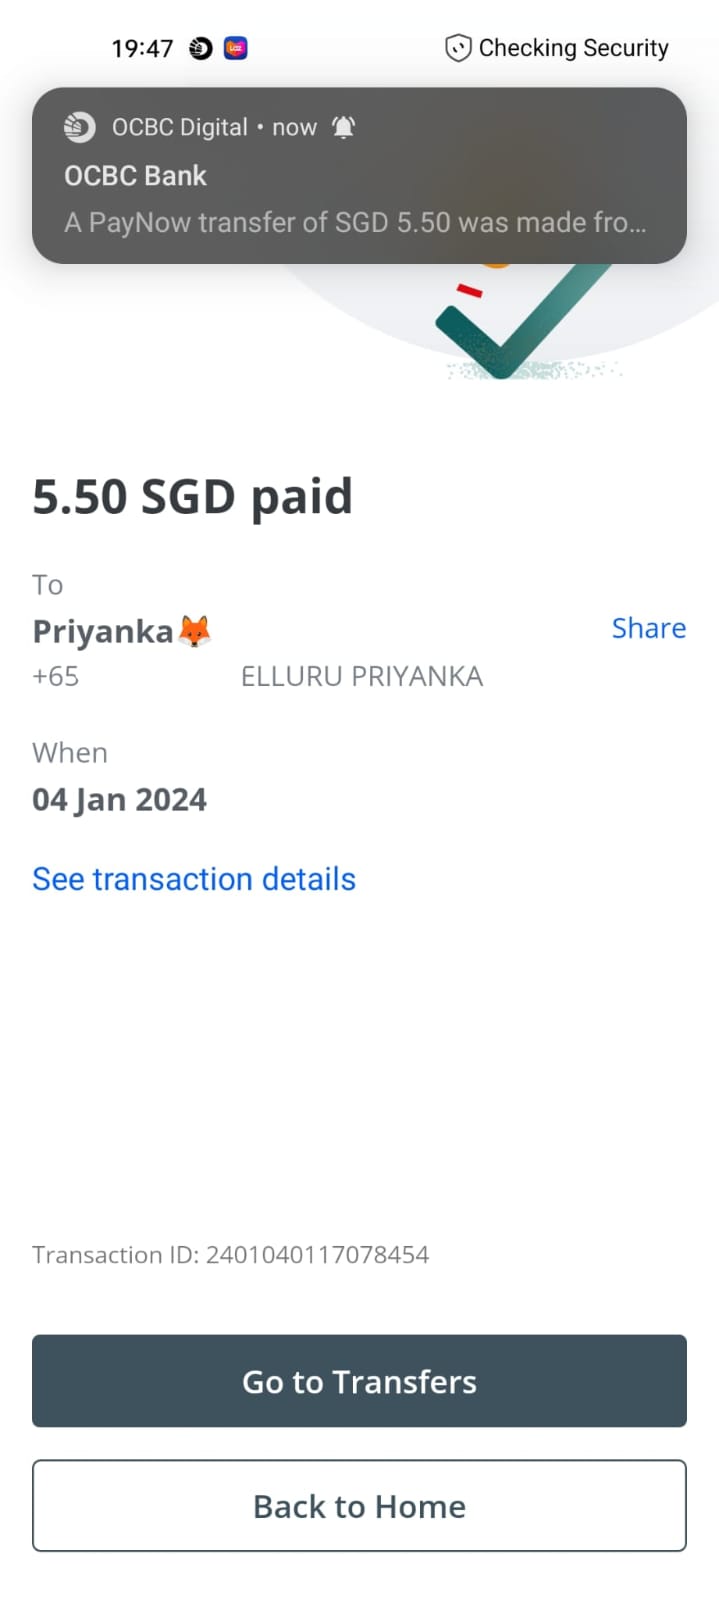 19:47 Checking Security
OCBC Digital • now
OCBC Bank
A PayNow transfer of SGD 5.50 was made fro...
5.50 SGD paid
To
Priyanka🦊
Share
+65 ELLURU PRIYANKA
When
04 Jan 2024
See transaction details
Transaction ID: 2401040117078454
Go to Transfers
Back to Home